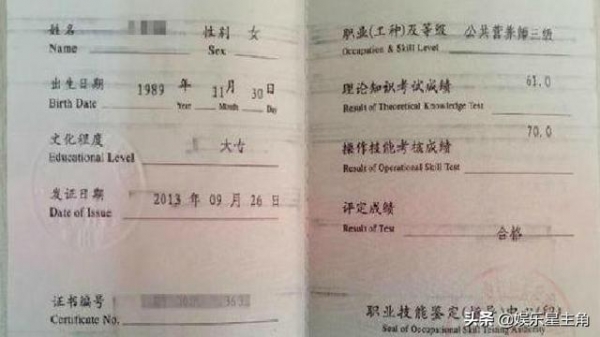 姓名 性别 女
Name Sex
出生日期 1989 年 11 月 30 日
Birth Date Year Month Day
文化程度 大专
Educational Level
发证日期 2013 年 09 月 26 日
Date of Issue
证书编号
Certificate No.
职业(工种)及等级 公共营养师三级
Occupation & Skill Level
理论知识考试成绩 61.0
Result of Theoretical Knowledge Test
操作技能考核成绩 70.0
Result of Operational Skill Test
评定成绩
Result of Test 合格
职业技能鉴定(指导)中心(印)
Seal of Occupational Skill Testing Authority
头条 @娱乐星主角